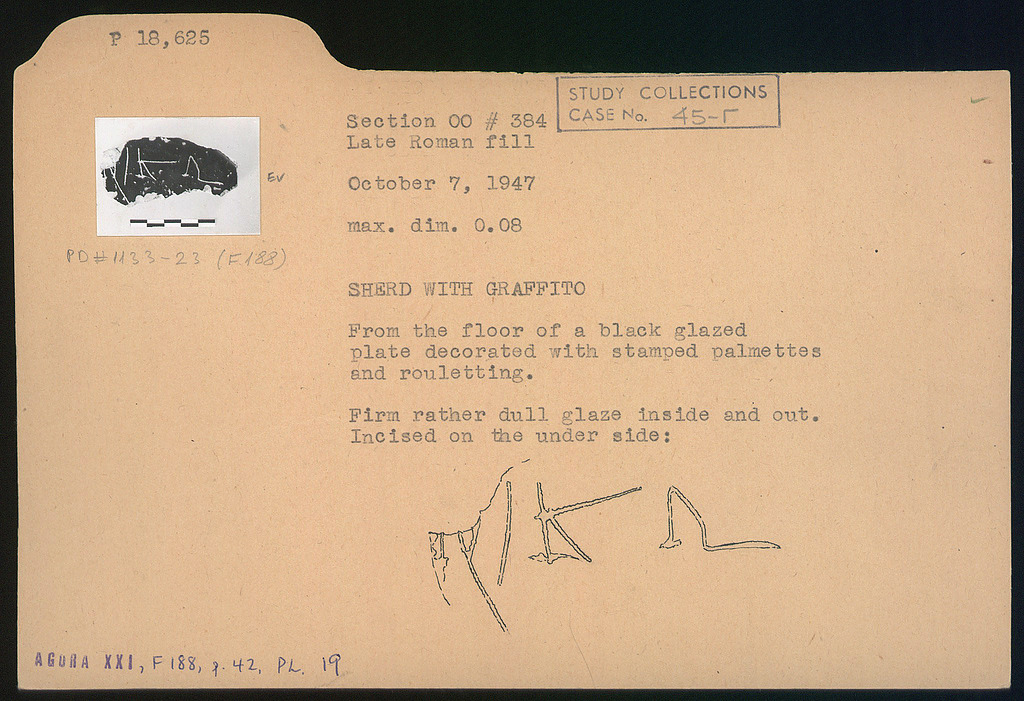 P 18,625
STUDY COLLECTIONS
CASE No. 45-Γ
Section OO # 384
Late Roman fill
October 7, 1947
max. dim. 0.08
EV
PD#1133-23 (F.188)
SHERD WITH GRAFFITO
From the floor of a black glazed
plate decorated with stamped palmettes
and rouletting.
Firm rather dull glaze inside and out.
Incised on the under side:
AGORA XXI, F 188, p. 42, PL. 19